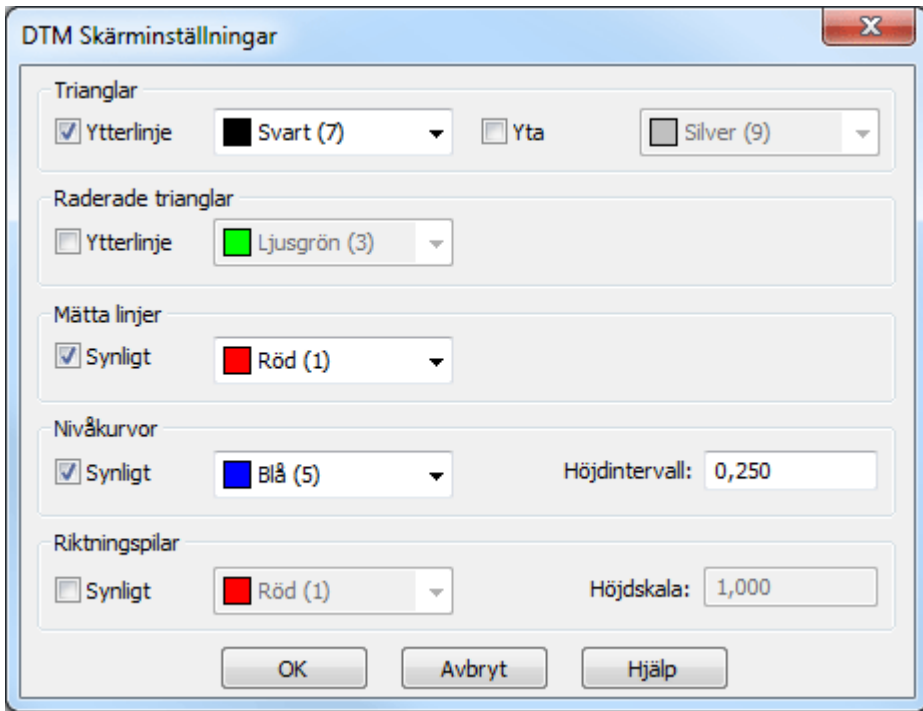 DTM Skärminställningar
Trianglar
Ytterlinje Svart (7) Yta Silver (9)
Raderade trianglar
Ytterlinje Ljusgrön (3)
Mätta linjer
Synligt Röd (1)
Nivåkurvor
Synligt Blå (5) Höjdintervall: 0,250
Riktningspilar
Synligt Röd (1) Höjdskala: 1,000
OK Avbryt Hjälp